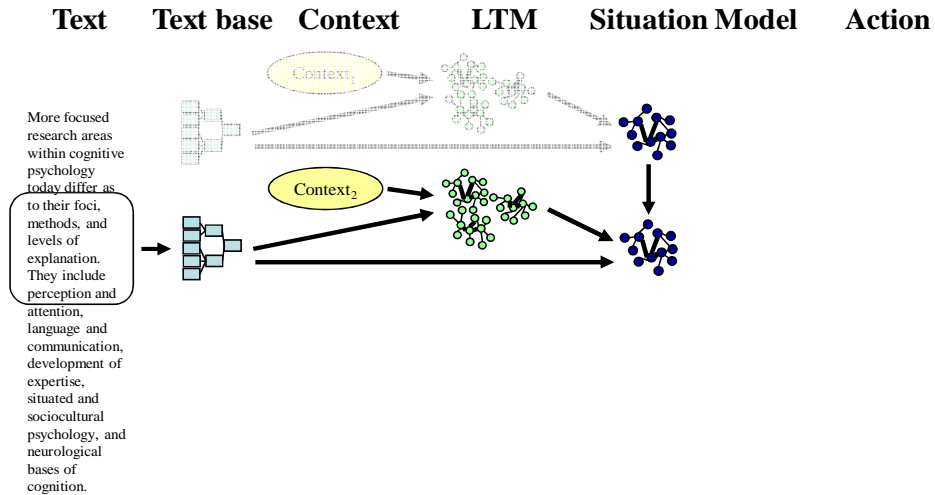 Text Text base Context LTM Situation Model Action
Context1
More focused
research areas
within cognitive
psychology
today differ as
to their foci,
methods, and
levels of
explanation.
They include
perception and
attention,
language and
communication,
development of
expertise,
situated and
sociocultural
psychology, and
neurological
bases of
cognition.
Context2